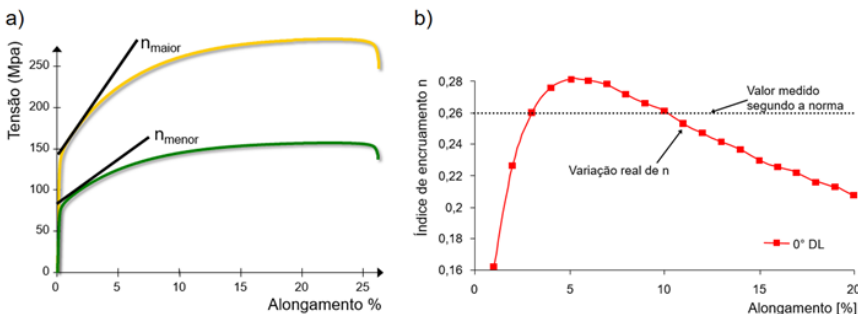 a)
Tensão (Mpa)
250
200
150
100
50
0
n maior
n menor
0
5
10
15
20
25
Alongamento %
b)
Índice de encruamento n
0,28
0,26
0,24
0,22
0,2
0,18
0,16
Valor medido
segundo a norma
Variação real de n
0° DL
0
5
10
15
20
Alongamento [%]